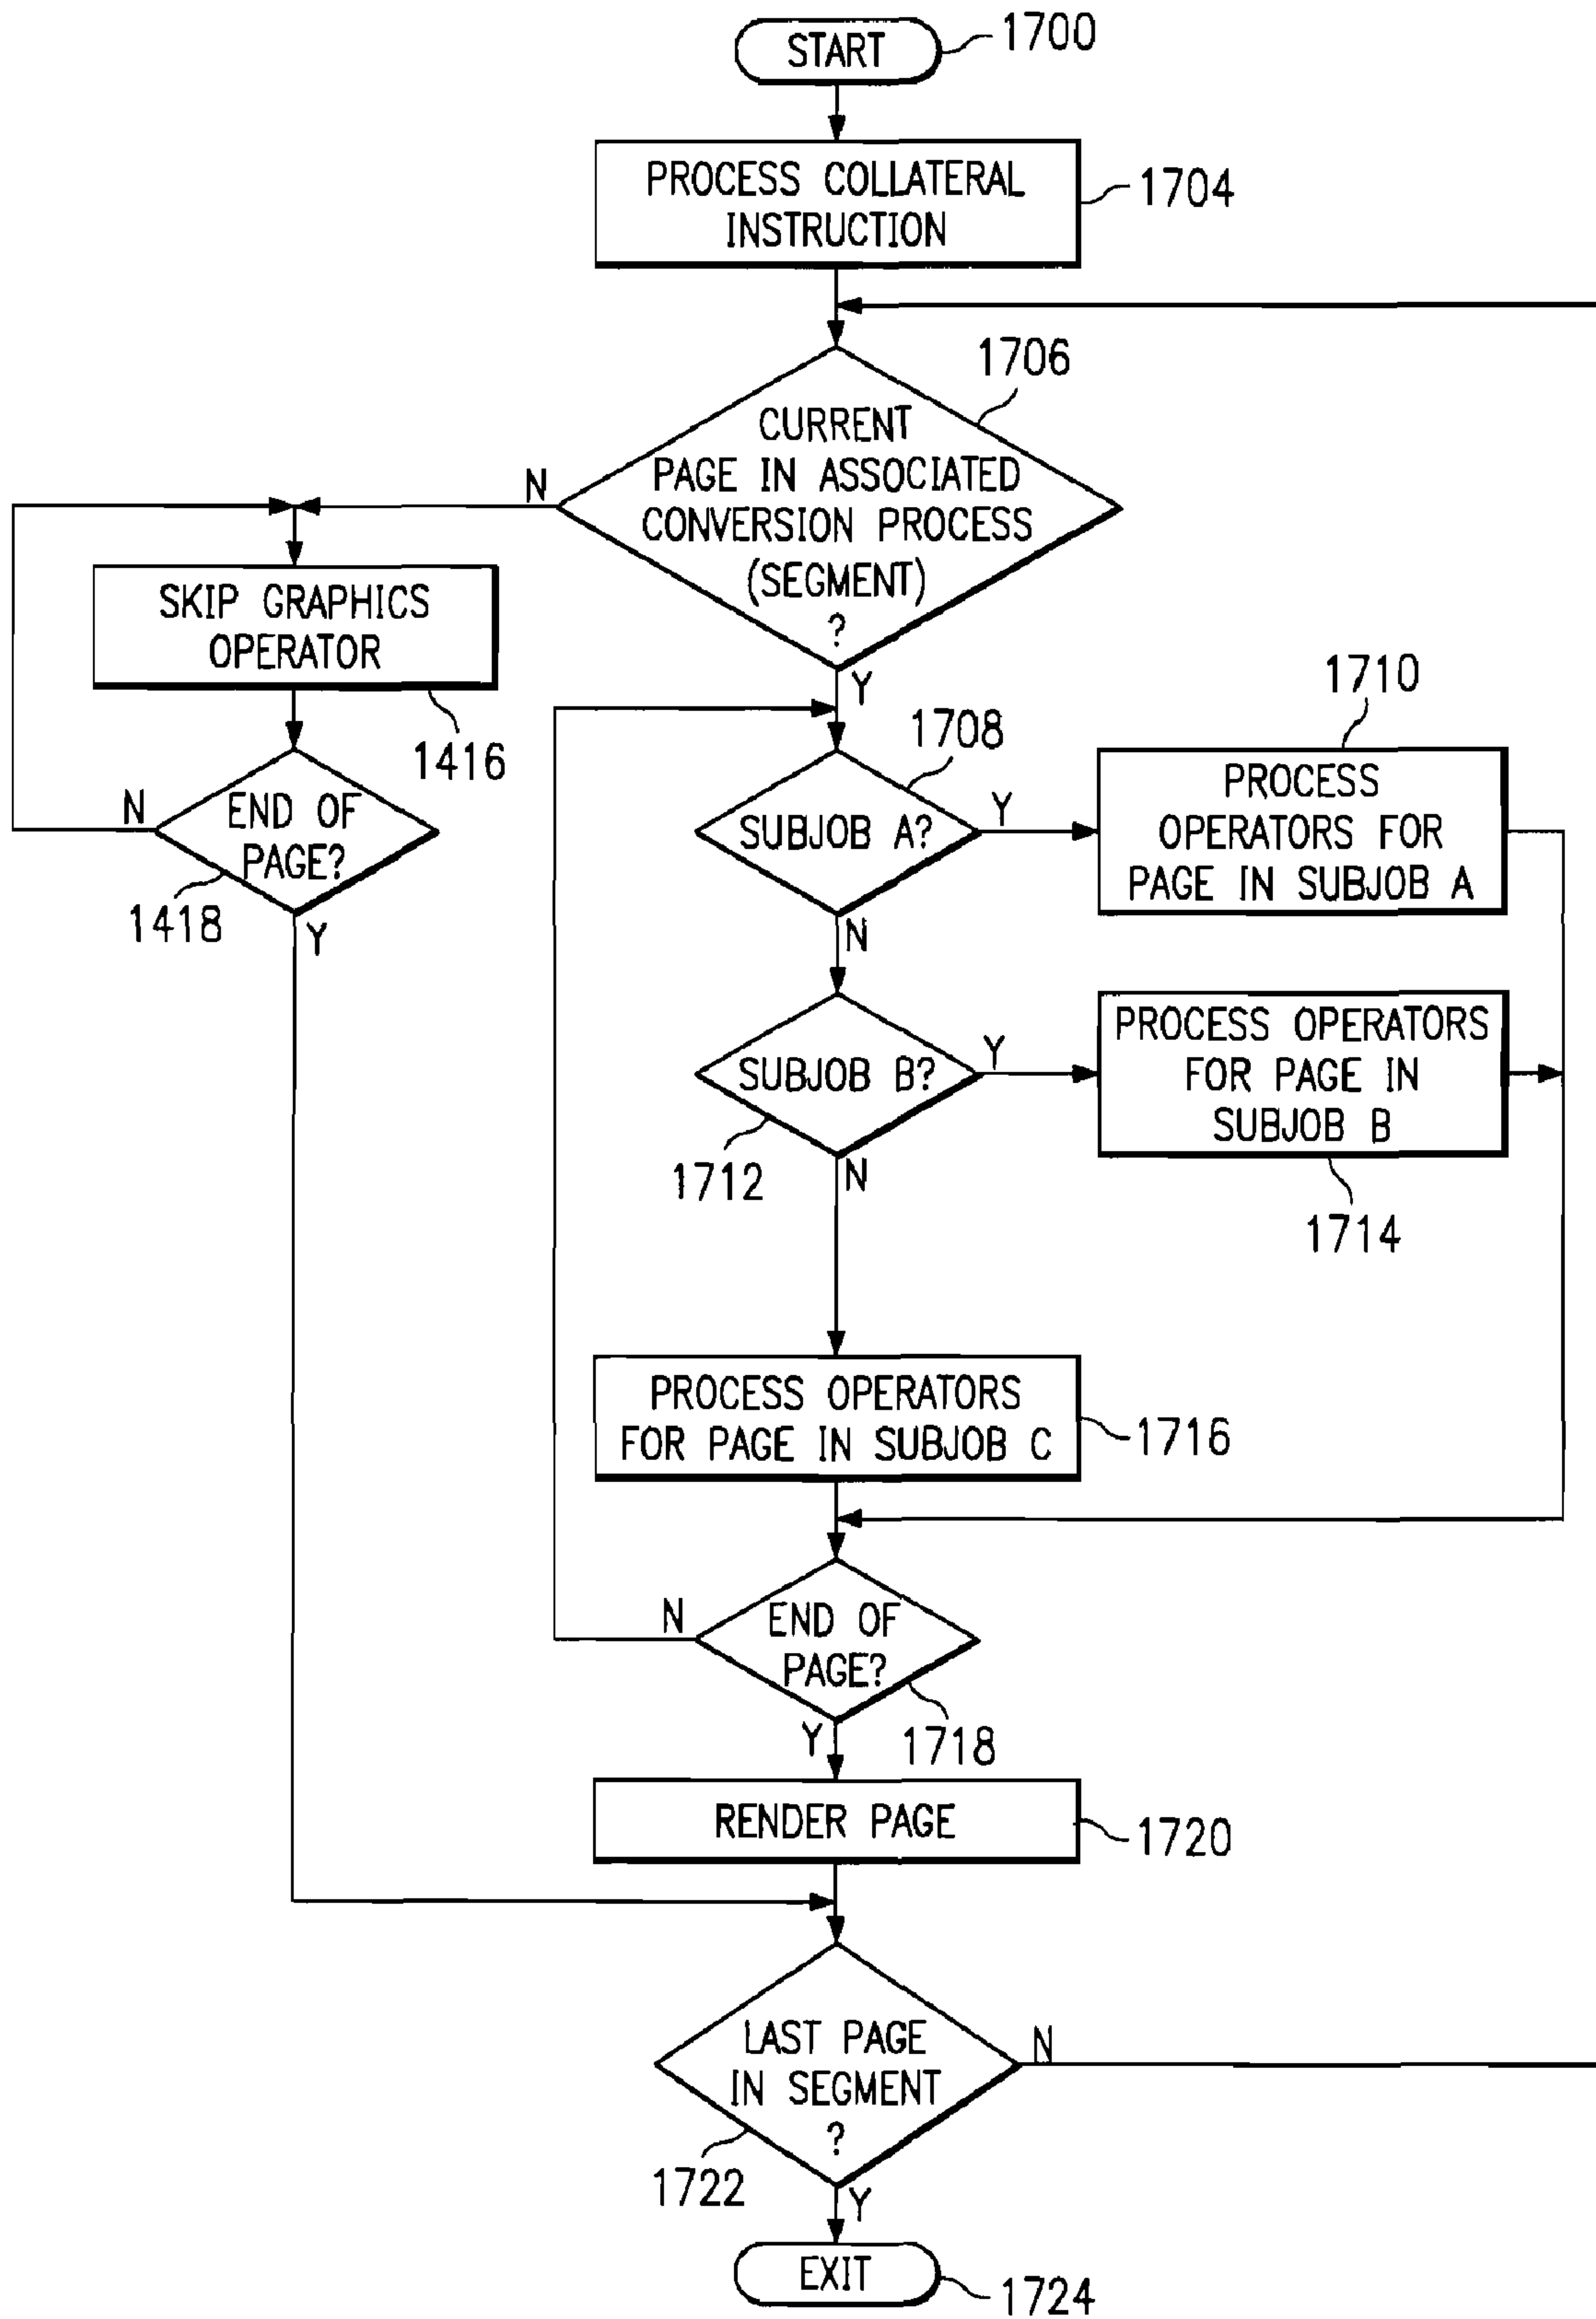 START
1700
PROCESS COLLATERAL
INSTRUCTION
1704
1706
CURRENT
PAGE IN ASSOCIATED
CONVERSION PROCESS
(SEGMENT)
?
N
Y
SKIP GRAPHICS
OPERATOR
1416
END OF
PAGE?
N
1418
Y
1708
SUBJOB A?
Y
N
1710
PROCESS
OPERATORS FOR
PAGE IN SUBJOB A
SUBJOB B?
Y
1712
N
PROCESS OPERATORS
FOR PAGE IN
SUBJOB B
1714
PROCESS OPERATORS
FOR PAGE IN SUBJOB C
1716
END OF
PAGE?
N
Y
1718
RENDER PAGE
1720
LAST PAGE
IN SEGMENT
?
N
1722
Y
EXIT
1724